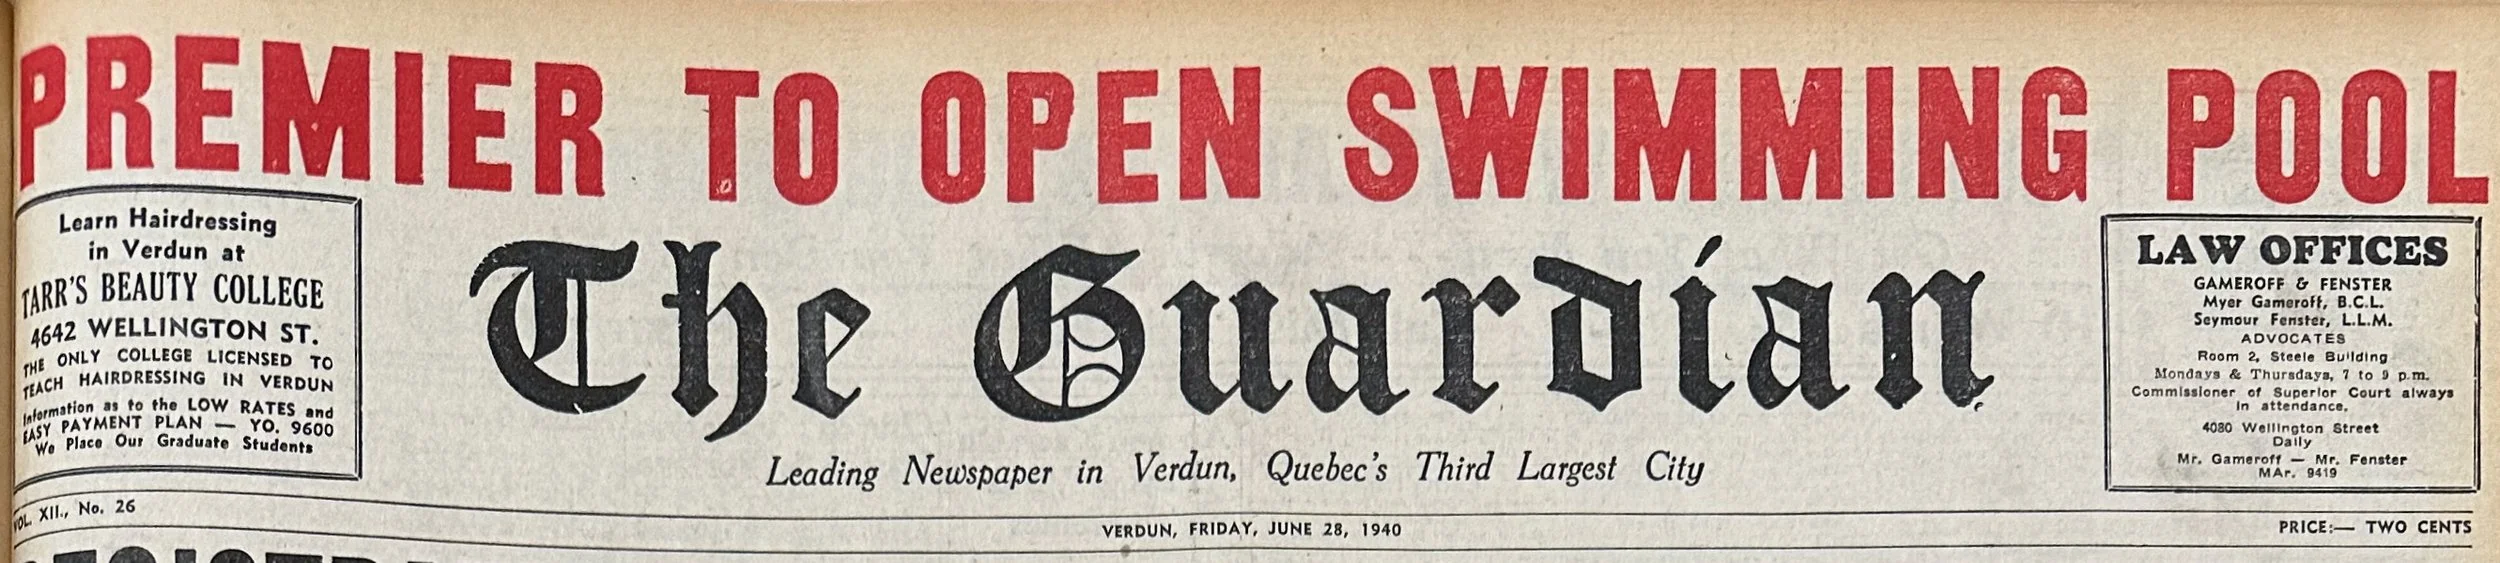 PREMIER TO OPEN SWIMMING POOL
Learn Hairdressing
in Verdun at
TARR'S BEAUTY COLLEGE
4642 WELLINGTON ST.
THE ONLY COLLEGE LICENSED TO
TEACH HAIRDRESSING IN VERDUN
Information as to the LOW RATES and
EASY PAYMENT PLAN — YO. 9600
We Place Our Graduate Students
The Guardian
Leading Newspaper in Verdun, Quebec's Third Largest City
LAW OFFICES
GAMEROFF & FENSTER
Myer Gameroff, B.C.L.
Seymour Fenster, L.L.M.
ADVOCATES
Room 2, Steele Building
Mondays & Thursdays, 7 to 9 p.m.
Commissioner of Superior Court always
in attendance.
4080 Wellington Street
Daily
Mr. Gameroff — Mr. Fenster
MAr. 9419
VOL. XII., No. 26
VERDUN, FRIDAY, JUNE 28, 1940
PRICE:— TWO CENTS